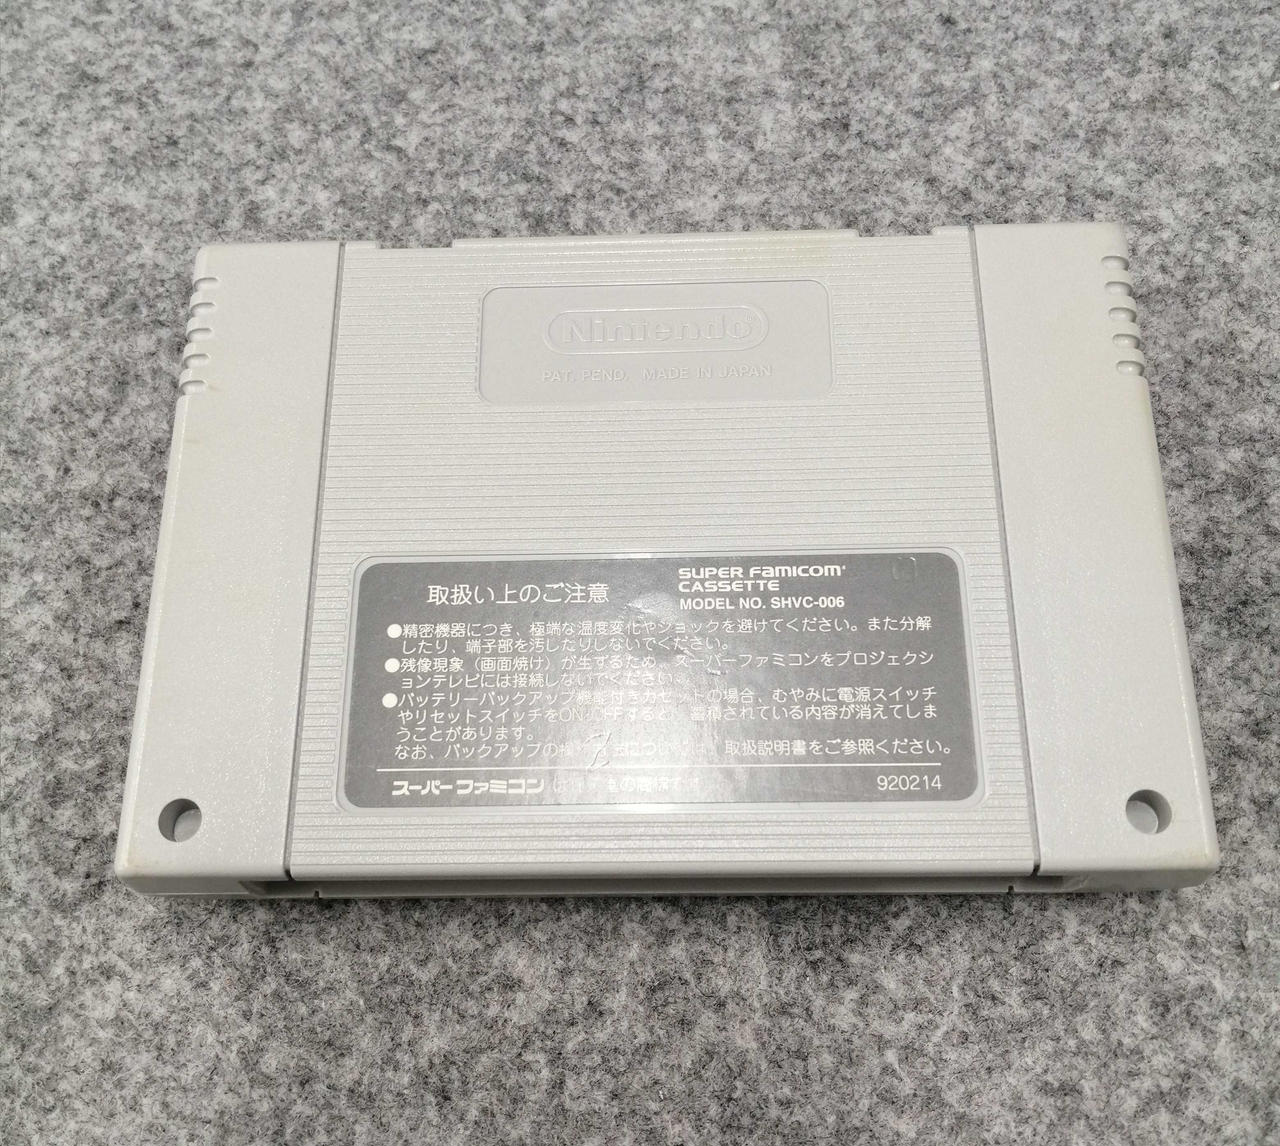 Nintendo®
PAT. PEND. MADE IN JAPAN
取扱い上のご注意
SUPER FAMICOM
CASSETTE
MODEL NO. SHVC-006
●精密機器につき、極端な温度変化やショックを避けてください。また分解
したり、端子部を汚したりしないでください。
●残像現象（画面焼け）が生ずるため、スーパーファミコンをプロジェクシ
ョンテレビには接続しないでください。
●バッテリーバックアップ機能付きカセットの場合、むやみに電源スイッチ
やリセットスイッチをON/OFFすると、蓄積されている内容が消えてしま
うことがあります。
なお、バックアップの操 については、取扱説明書をご参照ください。
スーパーファミコン の商標です
920214